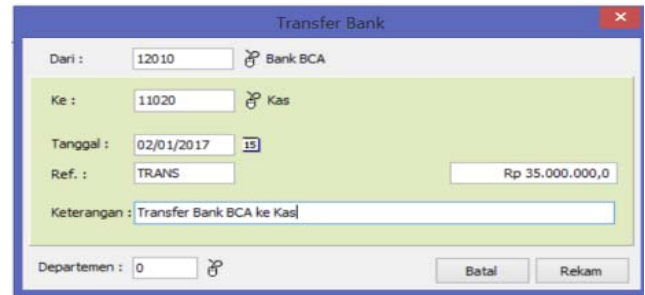 Transfer Bank
Dari : 12010 Bank BCA
Ke : 11020 Kas
Tanggal : 02/01/2017 15
Ref. : TRANS Rp 35.000.000,0
Keterangan : Transfer Bank BCA ke Kas
Departemen : 0 Batal Rekam